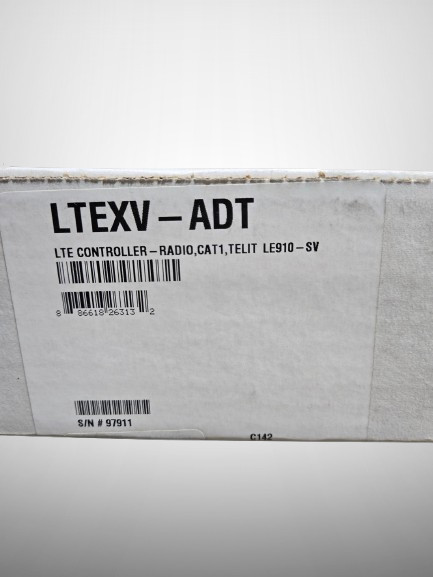 LTEXV-ADT
LTE CONTROLLER-RADIO,CAT1,TELIT LE910-SV
8 86618 26313 2
S/N # 97911
C142